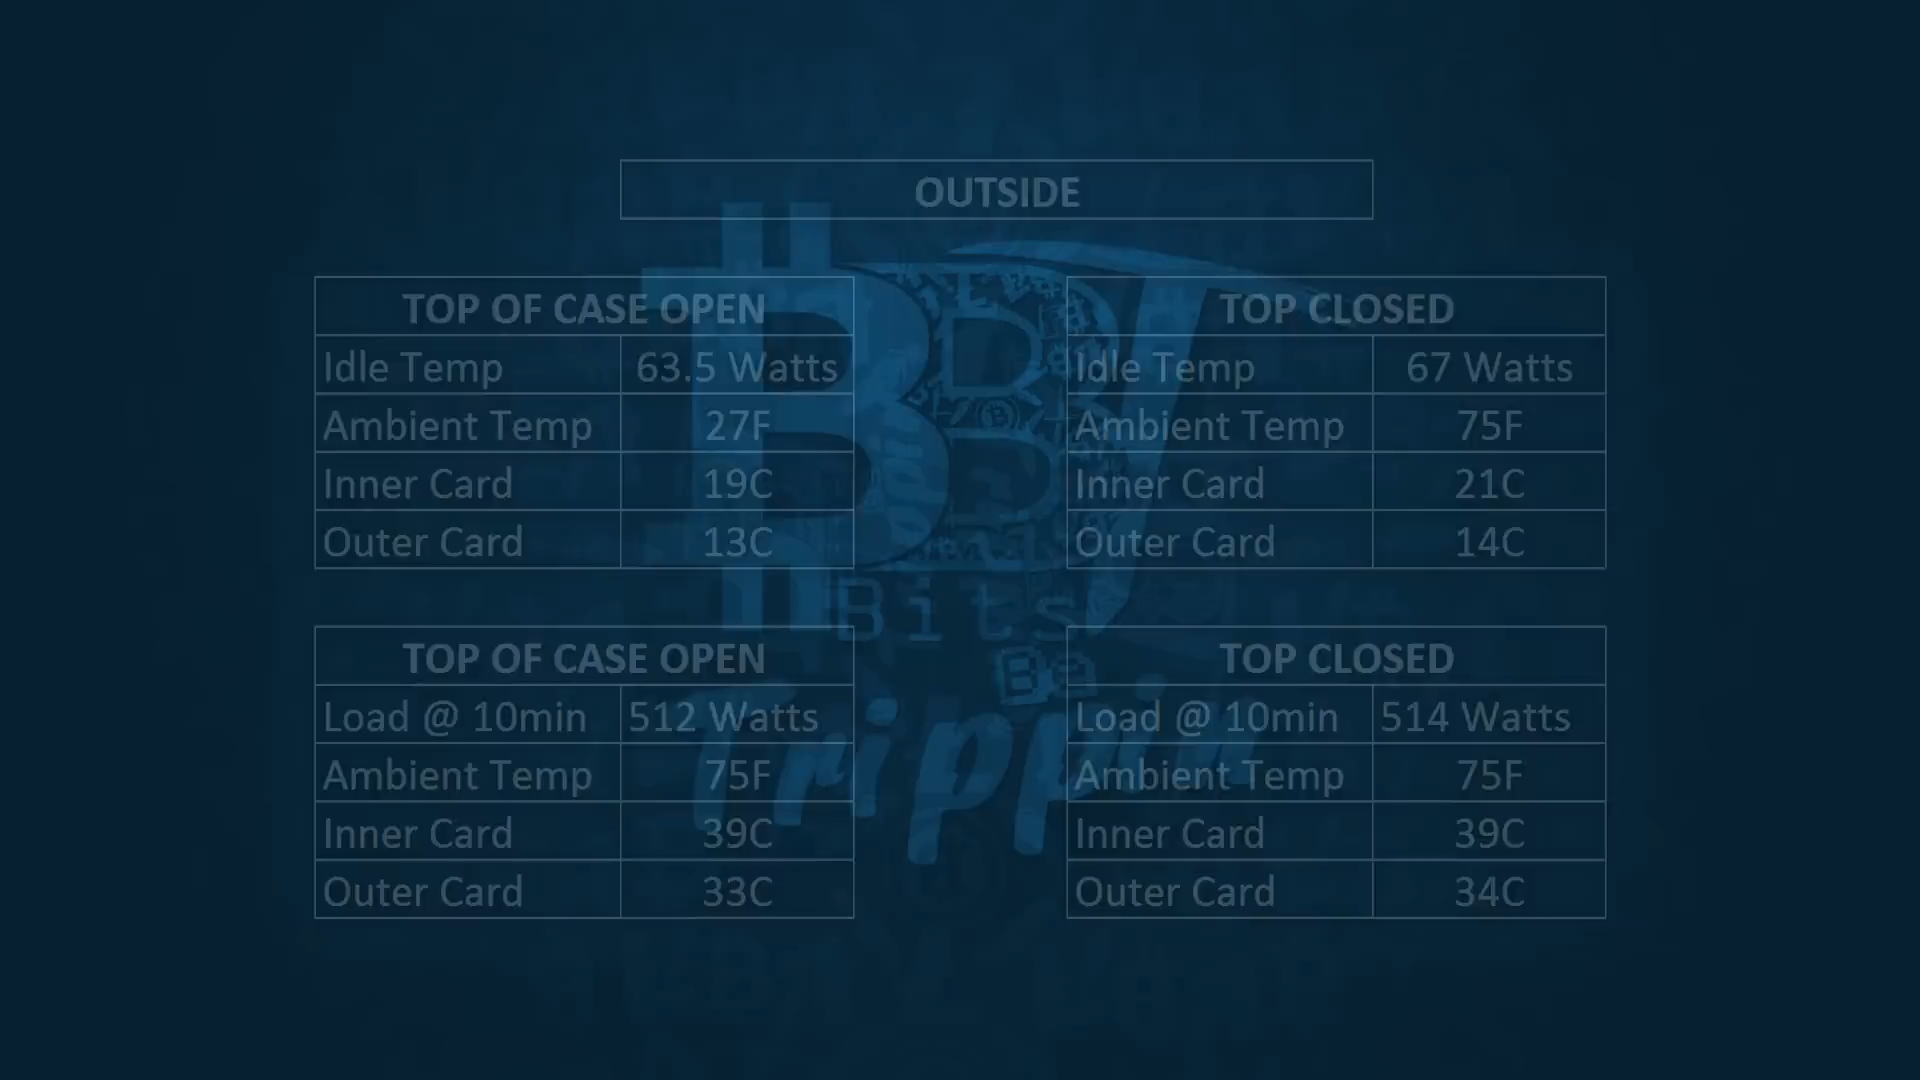 OUTSIDE
TOP OF CASE OPEN
Idle Temp 63.5 Watts
Ambient Temp 27F
Inner Card 19C
Outer Card 13C
TOP CLOSED
Idle Temp 67 Watts
Ambient Temp 75F
Inner Card 21C
Outer Card 14C
TOP OF CASE OPEN
Load @ 10min 512 Watts
Ambient Temp 75F
Inner Card 39C
Outer Card 33C
TOP CLOSED
Load @ 10min 514 Watts
Ambient Temp 75F
Inner Card 39C
Outer Card 34C
Bits
Be
Trippin